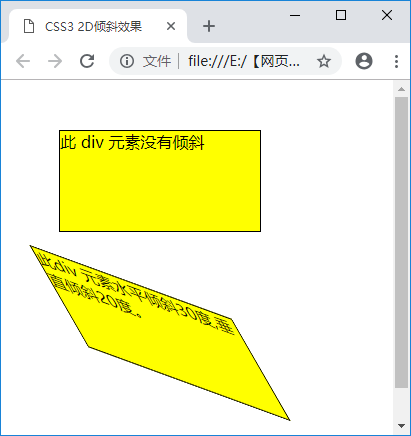 CSS3 2D倾斜效果
文件
file:///E:/【网页...
此 div 元素没有倾斜
此div 元素水平倾斜30度,垂
直倾斜20度。